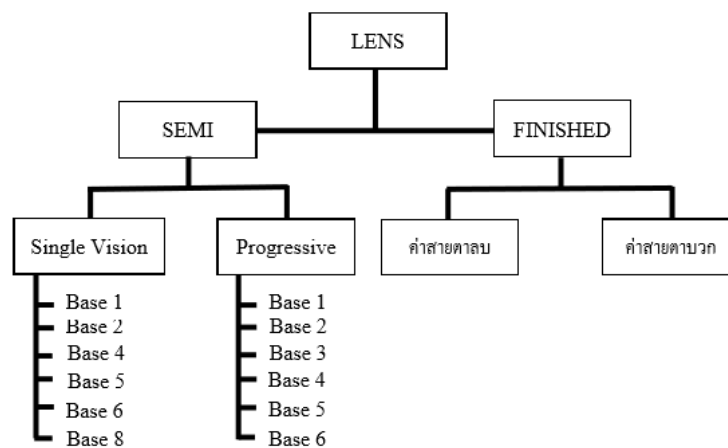 LENS
SEMI
FINISHED
Single Vision
Progressive
ค่าสายตาลบ
ค่าสายตาบวก
Base 1
Base 2
Base 4
Base 5
Base 6
Base 8
Base 1
Base 2
Base 3
Base 4
Base 5
Base 6